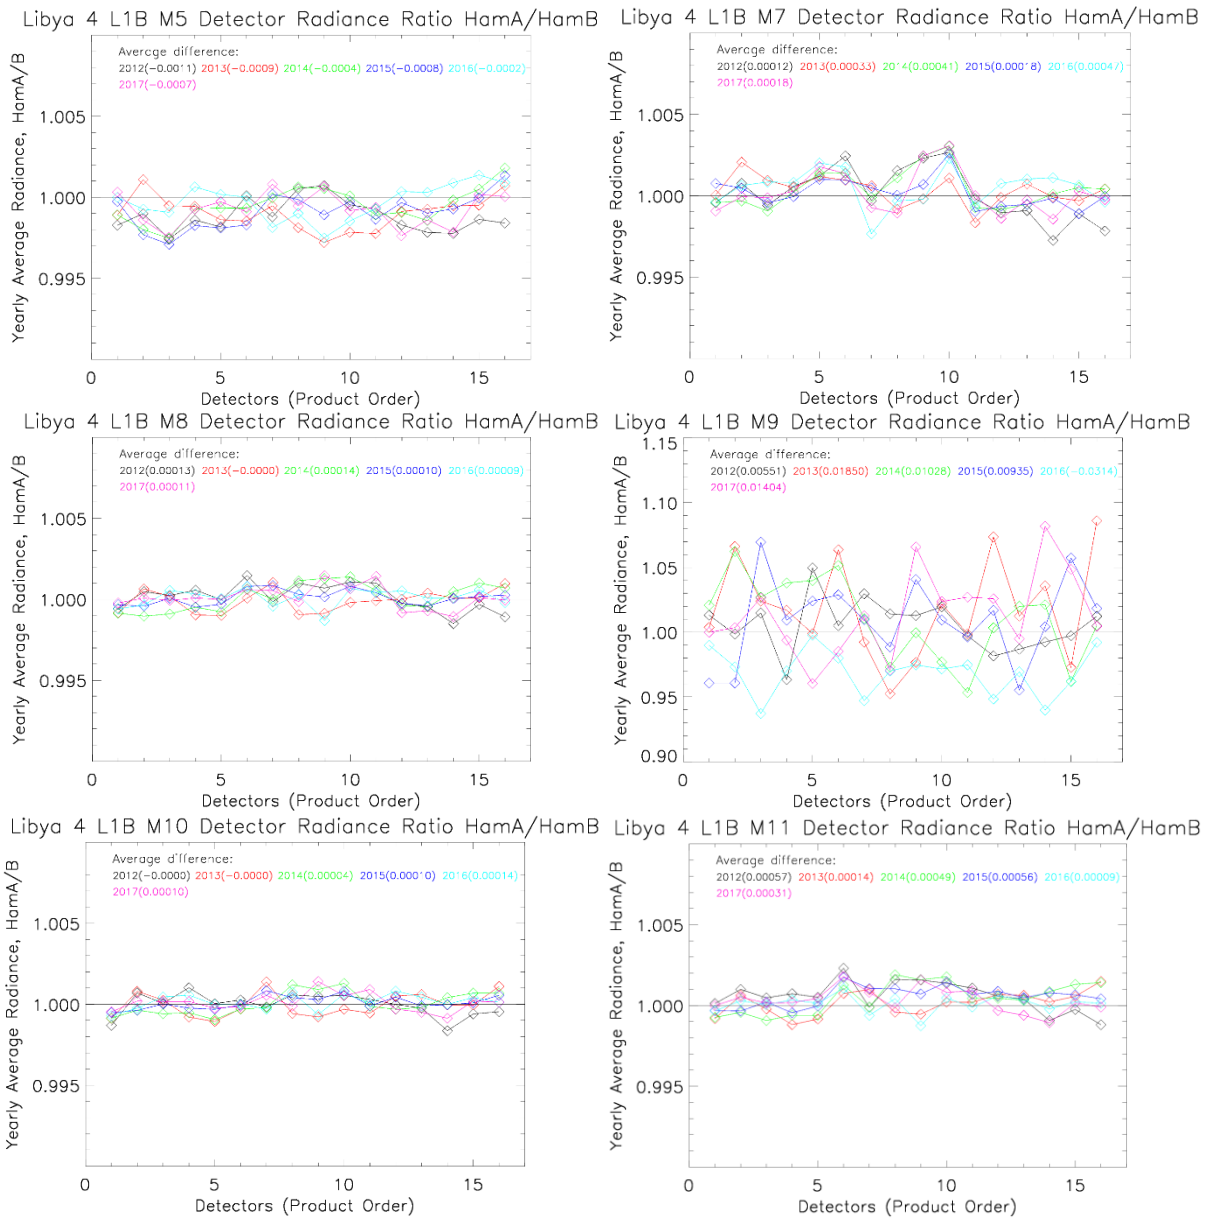 Libya 4 L1B M5 Detector Radiance Ratio HamA/HamB
Yearly Average Radiance, HamA/B
Average difference:
2012(-0.0011) 2013(-0.0009) 2014(-0.0004) 2015(-0.0008) 2016(-0.0002)
2017(-0.0007)
1.005
1.000
0.995
0 5 10 15
Detectors (Product Order)
Libya 4 L1B M7 Detector Radiance Ratio HamA/HamB
Yearly Average Radiance, HamA/B
Average difference:
2012(0.00012) 2013(0.00033) 2014(0.00041) 2015(0.00018) 2016(0.00047)
2017(0.00018)
1.005
1.000
0.995
0 5 10 15
Detectors (Product Order)
Libya 4 L1B M8 Detector Radiance Ratio HamA/HamB
Yearly Average Radiance, HamA/B
Average difference:
2012(0.00013) 2013(-0.0000) 2014(0.00014) 2015(0.00010) 2016(0.00009)
2017(0.00011)
1.005
1.000
0.995
0 5 10 15
Detectors (Product Order)
Libya 4 L1B M9 Detector Radiance Ratio HamA/HamB
Yearly Average Radiance, HamA/B
Average difference:
2012(0.00551) 2013(0.01850) 2014(0.01028) 2015(0.00935) 2016(-0.0314)
2017(0.01404)
1.15
1.10
1.05
1.00
0.95
0.90
0 5 10 15
Detectors (Product Order)
Libya 4 L1B M10 Detector Radiance Ratio HamA/HamB
Yearly Average Radiance, HamA/B
Average difference:
2012(-0.0000) 2013(-0.0000) 2014(0.00004) 2015(0.00010) 2016(0.00014)
2017(0.00010)
1.005
1.000
0.995
0 5 10 15
Detectors (Product Order)
Libya 4 L1B M11 Detector Radiance Ratio HamA/HamB
Yearly Average Radiance, HamA/B
Average difference:
2012(0.00057) 2013(0.00014) 2014(0.00049) 2015(0.00056) 2016(0.00009)
2017(0.00031)
1.005
1.000
0.995
0 5 10 15
Detectors (Product Order)